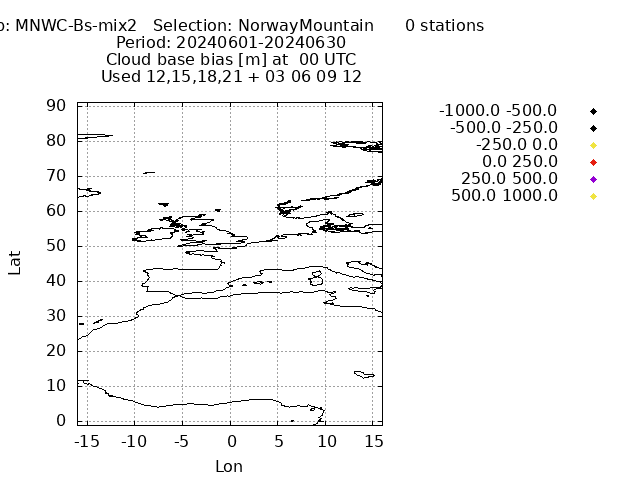 p: MNWC-Bs-mix2   Selection: NorwayMountain      0 stations
Period: 20240601-20240630
Cloud base bias [m] at  00 UTC
Used 12,15,18,21 + 03 06 09 12
-1000.0 -500.0
-500.0 -250.0
-250.0 0.0
0.0 250.0
250.0 500.0
500.0 1000.0
90
80
70
60
50
40
30
20
10
0
Lat
-15 -10 -5 0 5 10 15
Lon